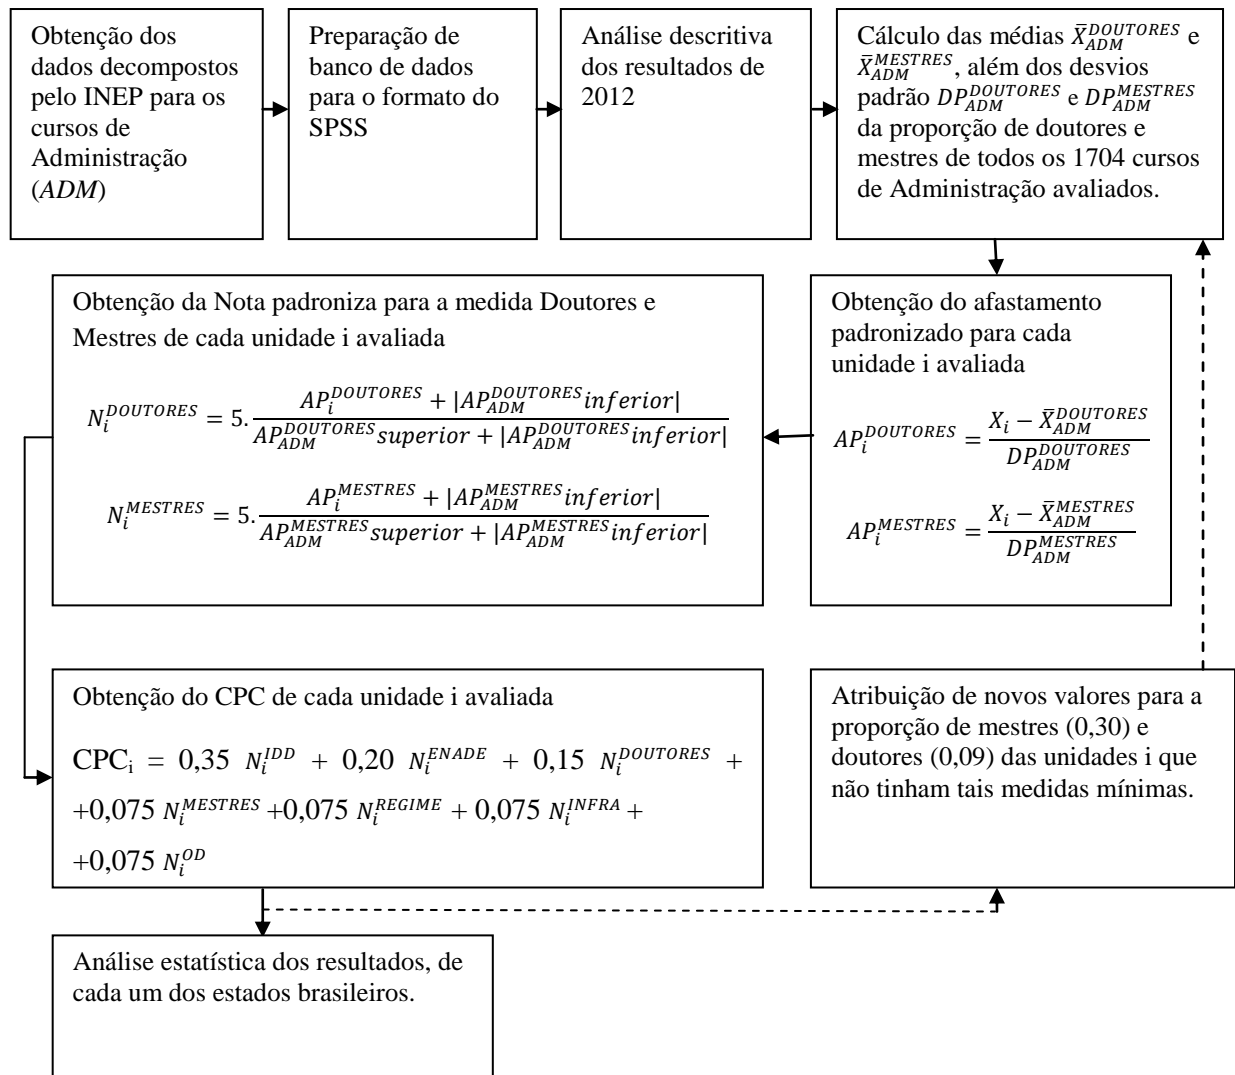 Obtenção dos
dados decompostos
pelo INEP para os
cursos de
Administração
(ADM)
Preparação de
banco de dados
para o formato do
SPSS
Análise descritiva
dos resultados de
2012
Cálculo das médias X̄_ADM^DOUTORES e
X̄_ADM^MESTRES, além dos desvios
padrão DP_ADM^DOUTORES e DP_ADM^MESTRES
da proporção de doutores e
mestres de todos os 1704 cursos
de Administração avaliados.
Obtenção da Nota padroniza para a medida Doutores e
Mestres de cada unidade i avaliada
N_i^DOUTORES = 5. (AP_i^DOUTORES + |AP_ADM^DOUTORES inferior|) / (AP_ADM^DOUTORES superior + |AP_ADM^DOUTORES inferior|)
N_i^MESTRES = 5. (AP_i^MESTRES + |AP_ADM^MESTRES inferior|) / (AP_ADM^MESTRES superior + |AP_ADM^MESTRES inferior|)
Obtenção do afastamento
padronizado para cada
unidade i avaliada
AP_i^DOUTORES = (X_i − X̄_ADM^DOUTORES) / DP_ADM^DOUTORES
AP_i^MESTRES = (X_i − X̄_ADM^MESTRES) / DP_ADM^MESTRES
Obtenção do CPC de cada unidade i avaliada
CPC_i = 0,35 N_i^IDD + 0,20 N_i^ENADE + 0,15 N_i^DOUTORES +
+0,075 N_i^MESTRES +0,075 N_i^REGIME + 0,075 N_i^INFRA +
+0,075 N_i^OD
Atribuição de novos valores para a
proporção de mestres (0,30) e
doutores (0,09) das unidades i que
não tinham tais medidas mínimas.
Análise estatística dos resultados, de
cada um dos estados brasileiros.